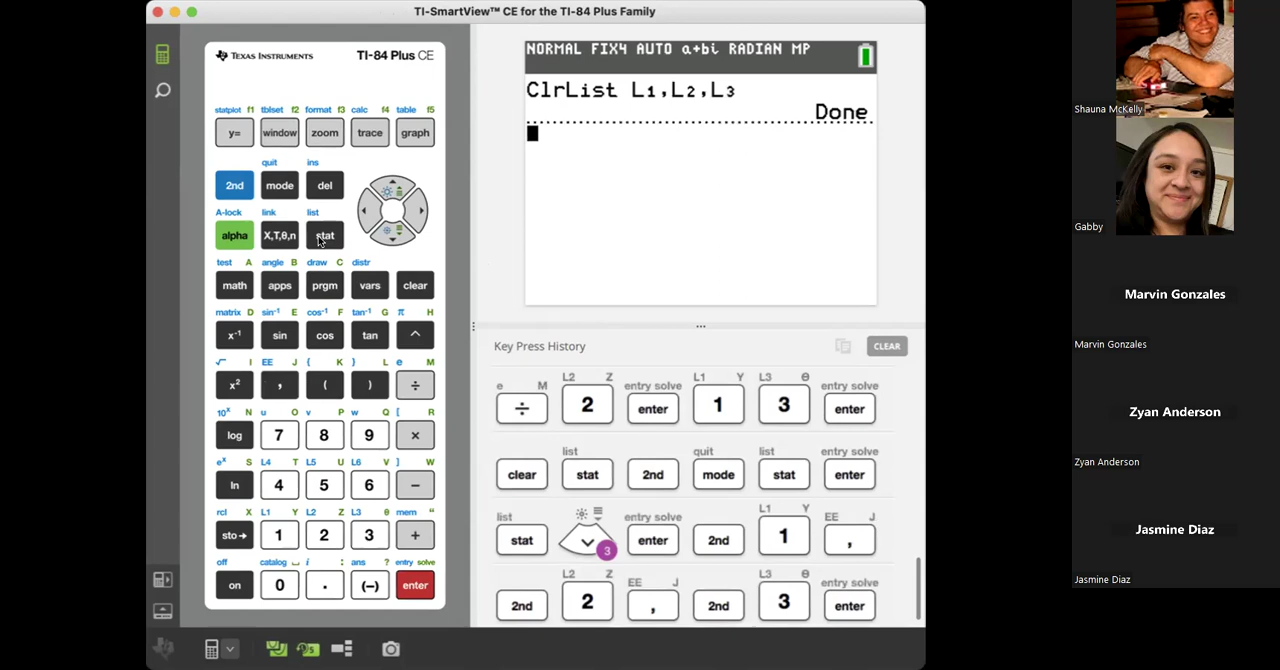 TI-SmartView™ CE for the TI-84 Plus Family
TEXAS INSTRUMENTS TI-84 Plus CE
statplot f1 tblset f2 format f3 calc f4 table f5
y= window zoom trace graph
quit ins
2nd mode del
A-lock link list
alpha X,T,θ,n stat
test A angle B draw C distr
math apps prgm vars clear
matrix D sin⁻¹ E cos⁻¹ F tan⁻¹ G π H
x⁻¹ sin cos tan ^
√ I EE J { K } L e M
x² , ( ) ÷
10ˣ N u O v P w Q [ R
log 7 8 9 ×
eˣ S L4 T L5 U L6 V ] W
ln 4 5 6 −
rcl X L1 Y L2 Z L3 θ mem "
sto→ 1 2 3 +
off catalog ⎵ i : ans ? entry solve
on 0 . (−) enter
NORMAL FIX4 AUTO a+bi RADIAN MP
ClrList L₁,L₂,L₃
Done
Key Press History
CLEAR
e M L2 Z entry solve L1 Y L3 θ entry solve
÷ 2 enter 1 3 enter
list quit list entry solve
clear stat 2nd mode stat enter
list entry solve L1 Y EE J
stat 3 enter 2nd 1 ,
L2 Z EE J L3 θ entry solve
2nd 2 , 2nd 3 enter
Shauna McKelly
Gabby
Marvin Gonzales
Marvin Gonzales
Zyan Anderson
Zyan Anderson
Jasmine Diaz
Jasmine Diaz